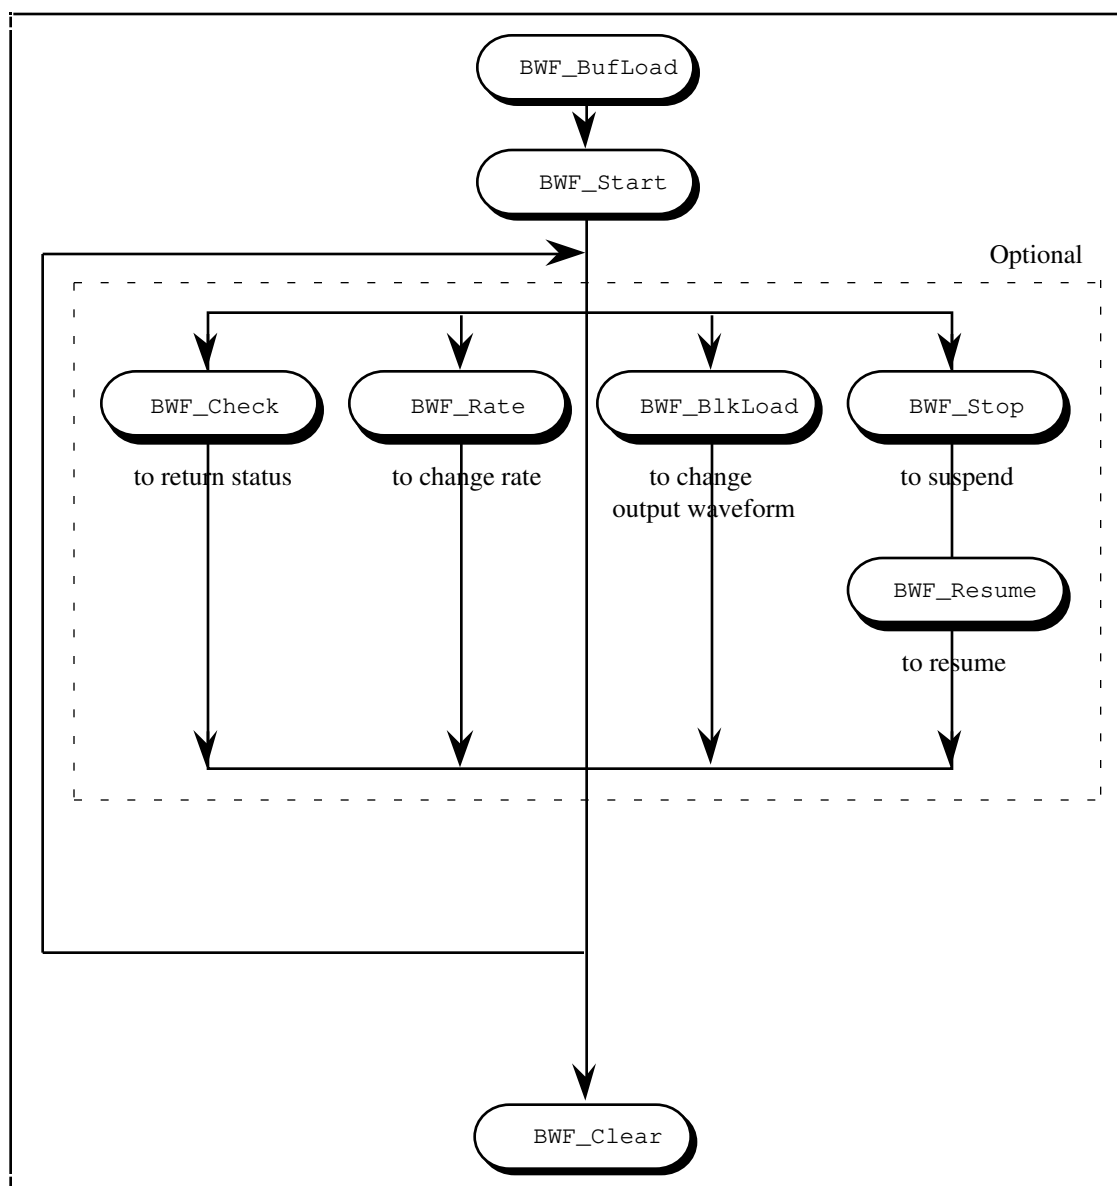 BWF_BufLoad
BWF_Start
Optional
BWF_Check
BWF_Rate
BWF_BlkLoad
BWF_Stop
to return status
to change rate
to change
output waveform
to suspend
BWF_Resume
to resume
BWF_Clear